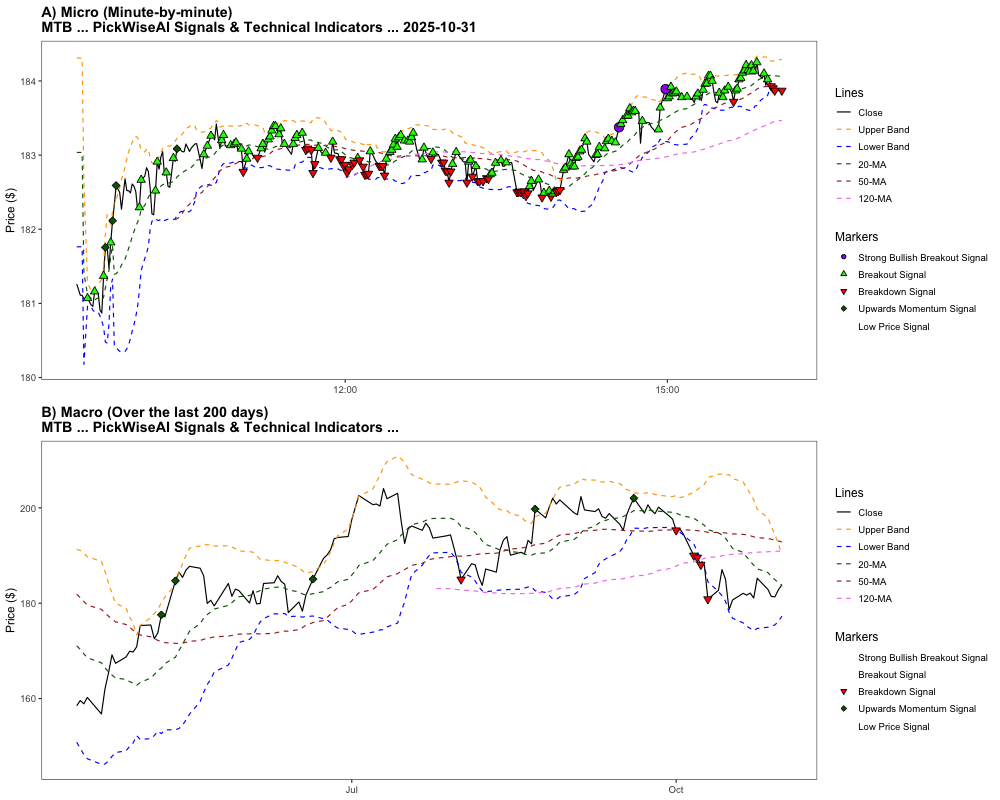 A) Micro (Minute-by-minute)
MTB ... PickWiseAI Signals & Technical Indicators ... 2025-10-31
Price ($)
184
183
182
181
180
12:00
15:00
Lines
Close
Upper Band
Lower Band
20-MA
50-MA
120-MA
Markers
Strong Bullish Breakout Signal
Breakout Signal
Breakdown Signal
Upwards Momentum Signal
Low Price Signal
B) Macro (Over the last 200 days)
MTB ... PickWiseAI Signals & Technical Indicators ...
Price ($)
200
180
160
Jul
Oct
Lines
Close
Upper Band
Lower Band
20-MA
50-MA
120-MA
Markers
Strong Bullish Breakout Signal
Breakout Signal
Breakdown Signal
Upwards Momentum Signal
Low Price Signal